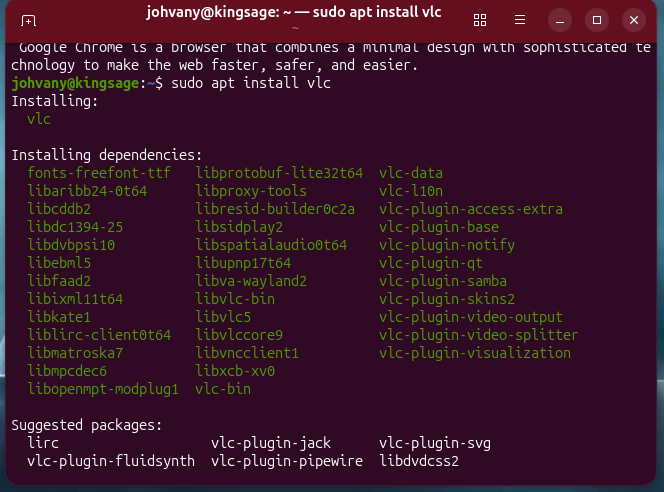 johvany@kingsage: ~ — sudo apt install vlc
~
Google Chrome is a browser that combines a minimal design with sophisticated te
chnology to make the web faster, safer, and easier.
johvany@kingsage:~$ sudo apt install vlc
Installing:
  vlc

Installing dependencies:
  fonts-freefont-ttf   libprotobuf-lite32t64  vlc-data
  libaribb24-0t64      libproxy-tools         vlc-l10n
  libcddb2             libresid-builder0c2a   vlc-plugin-access-extra
  libdc1394-25         libsidplay2            vlc-plugin-base
  libdvbpsi10          libspatialaudio0t64    vlc-plugin-notify
  libebml5             libupnp17t64           vlc-plugin-qt
  libfaad2             libva-wayland2         vlc-plugin-samba
  libixml11t64         libvlc-bin             vlc-plugin-skins2
  libkate1             libvlc5                vlc-plugin-video-output
  liblirc-client0t64   libvlccore9            vlc-plugin-video-splitter
  libmatroska7         libvncclient1          vlc-plugin-visualization
  libmpcdec6           libxcb-xv0
  libopenmpt-modplug1  vlc-bin

Suggested packages:
  lirc                   vlc-plugin-jack      vlc-plugin-svg
  vlc-plugin-fluidsynth  vlc-plugin-pipewire  libdvdcss2